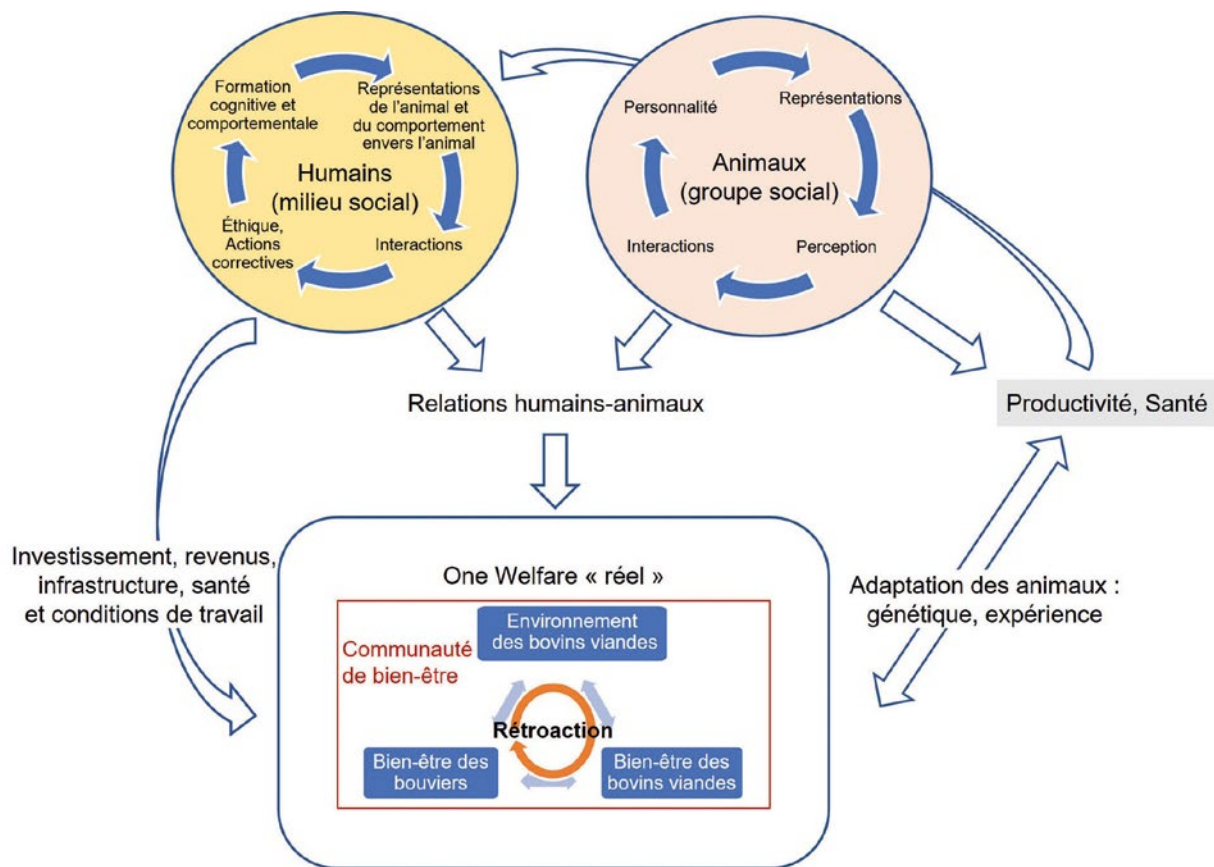 Formation
cognitive et
comportementale
Représentations
de l'animal et
du comportement
envers l'animal
Humains
(milieu social)
Éthique,
Actions
correctives
Interactions
Personnalité
Représentations
Animaux
(groupe social)
Interactions
Perception
Relations humains-animaux
Productivité, Santé
Investissement, revenus,
infrastructure, santé
et conditions de travail
One Welfare « réel »
Communauté
de bien-être
Environnement
des bovins viandes
Rétroaction
Bien-être des
bouviers
Bien-être des
bovins viandes
Adaptation des animaux :
génétique, expérience